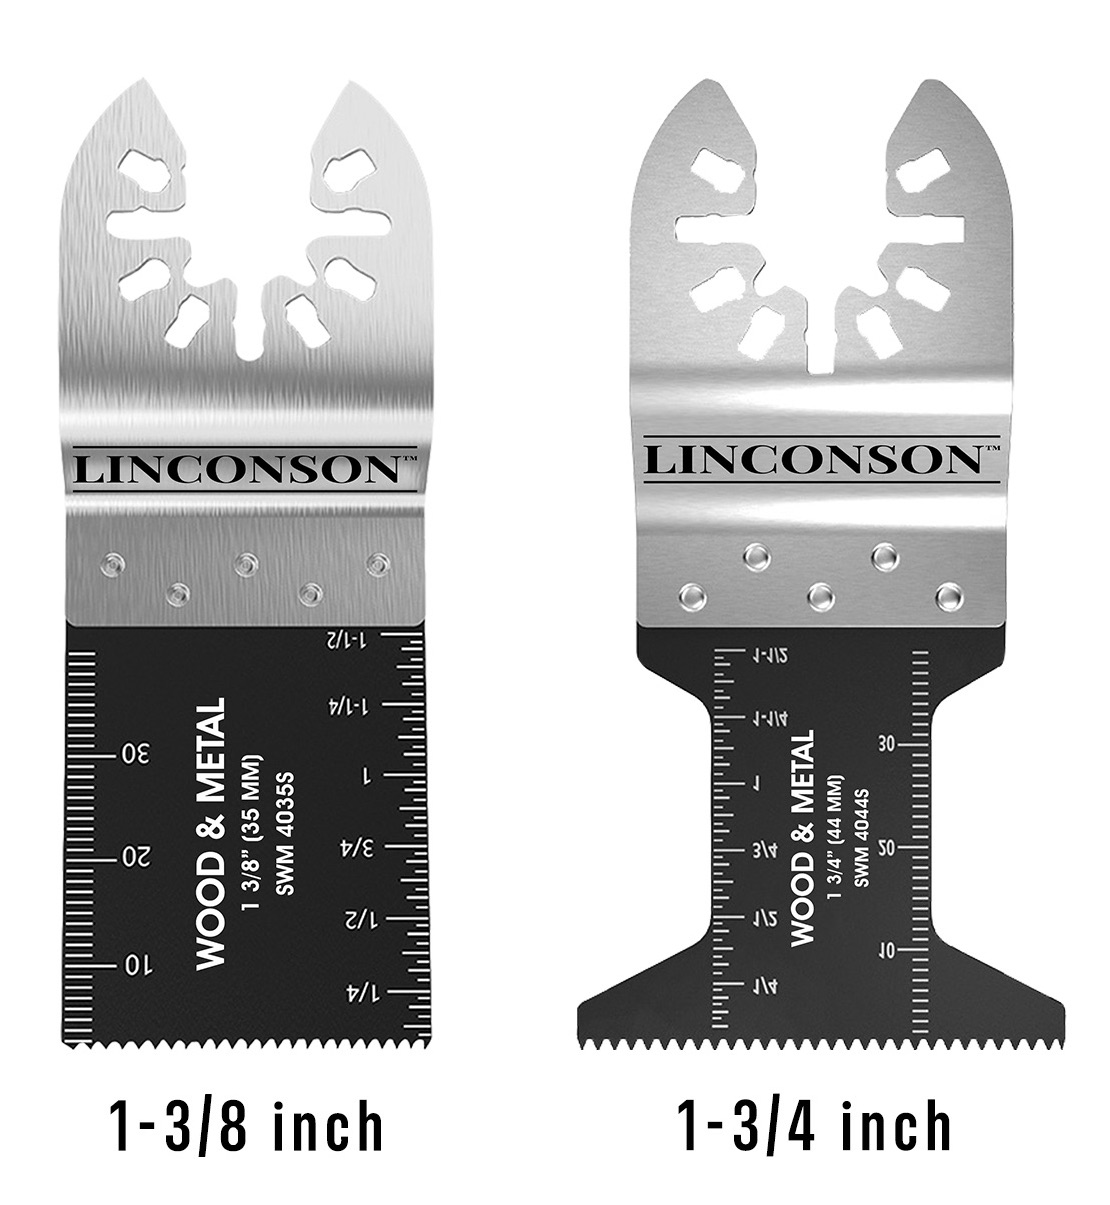 LINCONSON™
1-1/2
1-1/4
1
3/4
1/2
1/4
30
20
10
WOOD & METAL
1 3/8” (35 MM)
SWM 4035S
1-3/8 inch
LINCONSON™
1-1/2
1-1/4
1
3/4
1/2
1/4
30
20
10
WOOD & METAL
1 3/4” (44 MM)
SWM 4044S
1-3/4 inch